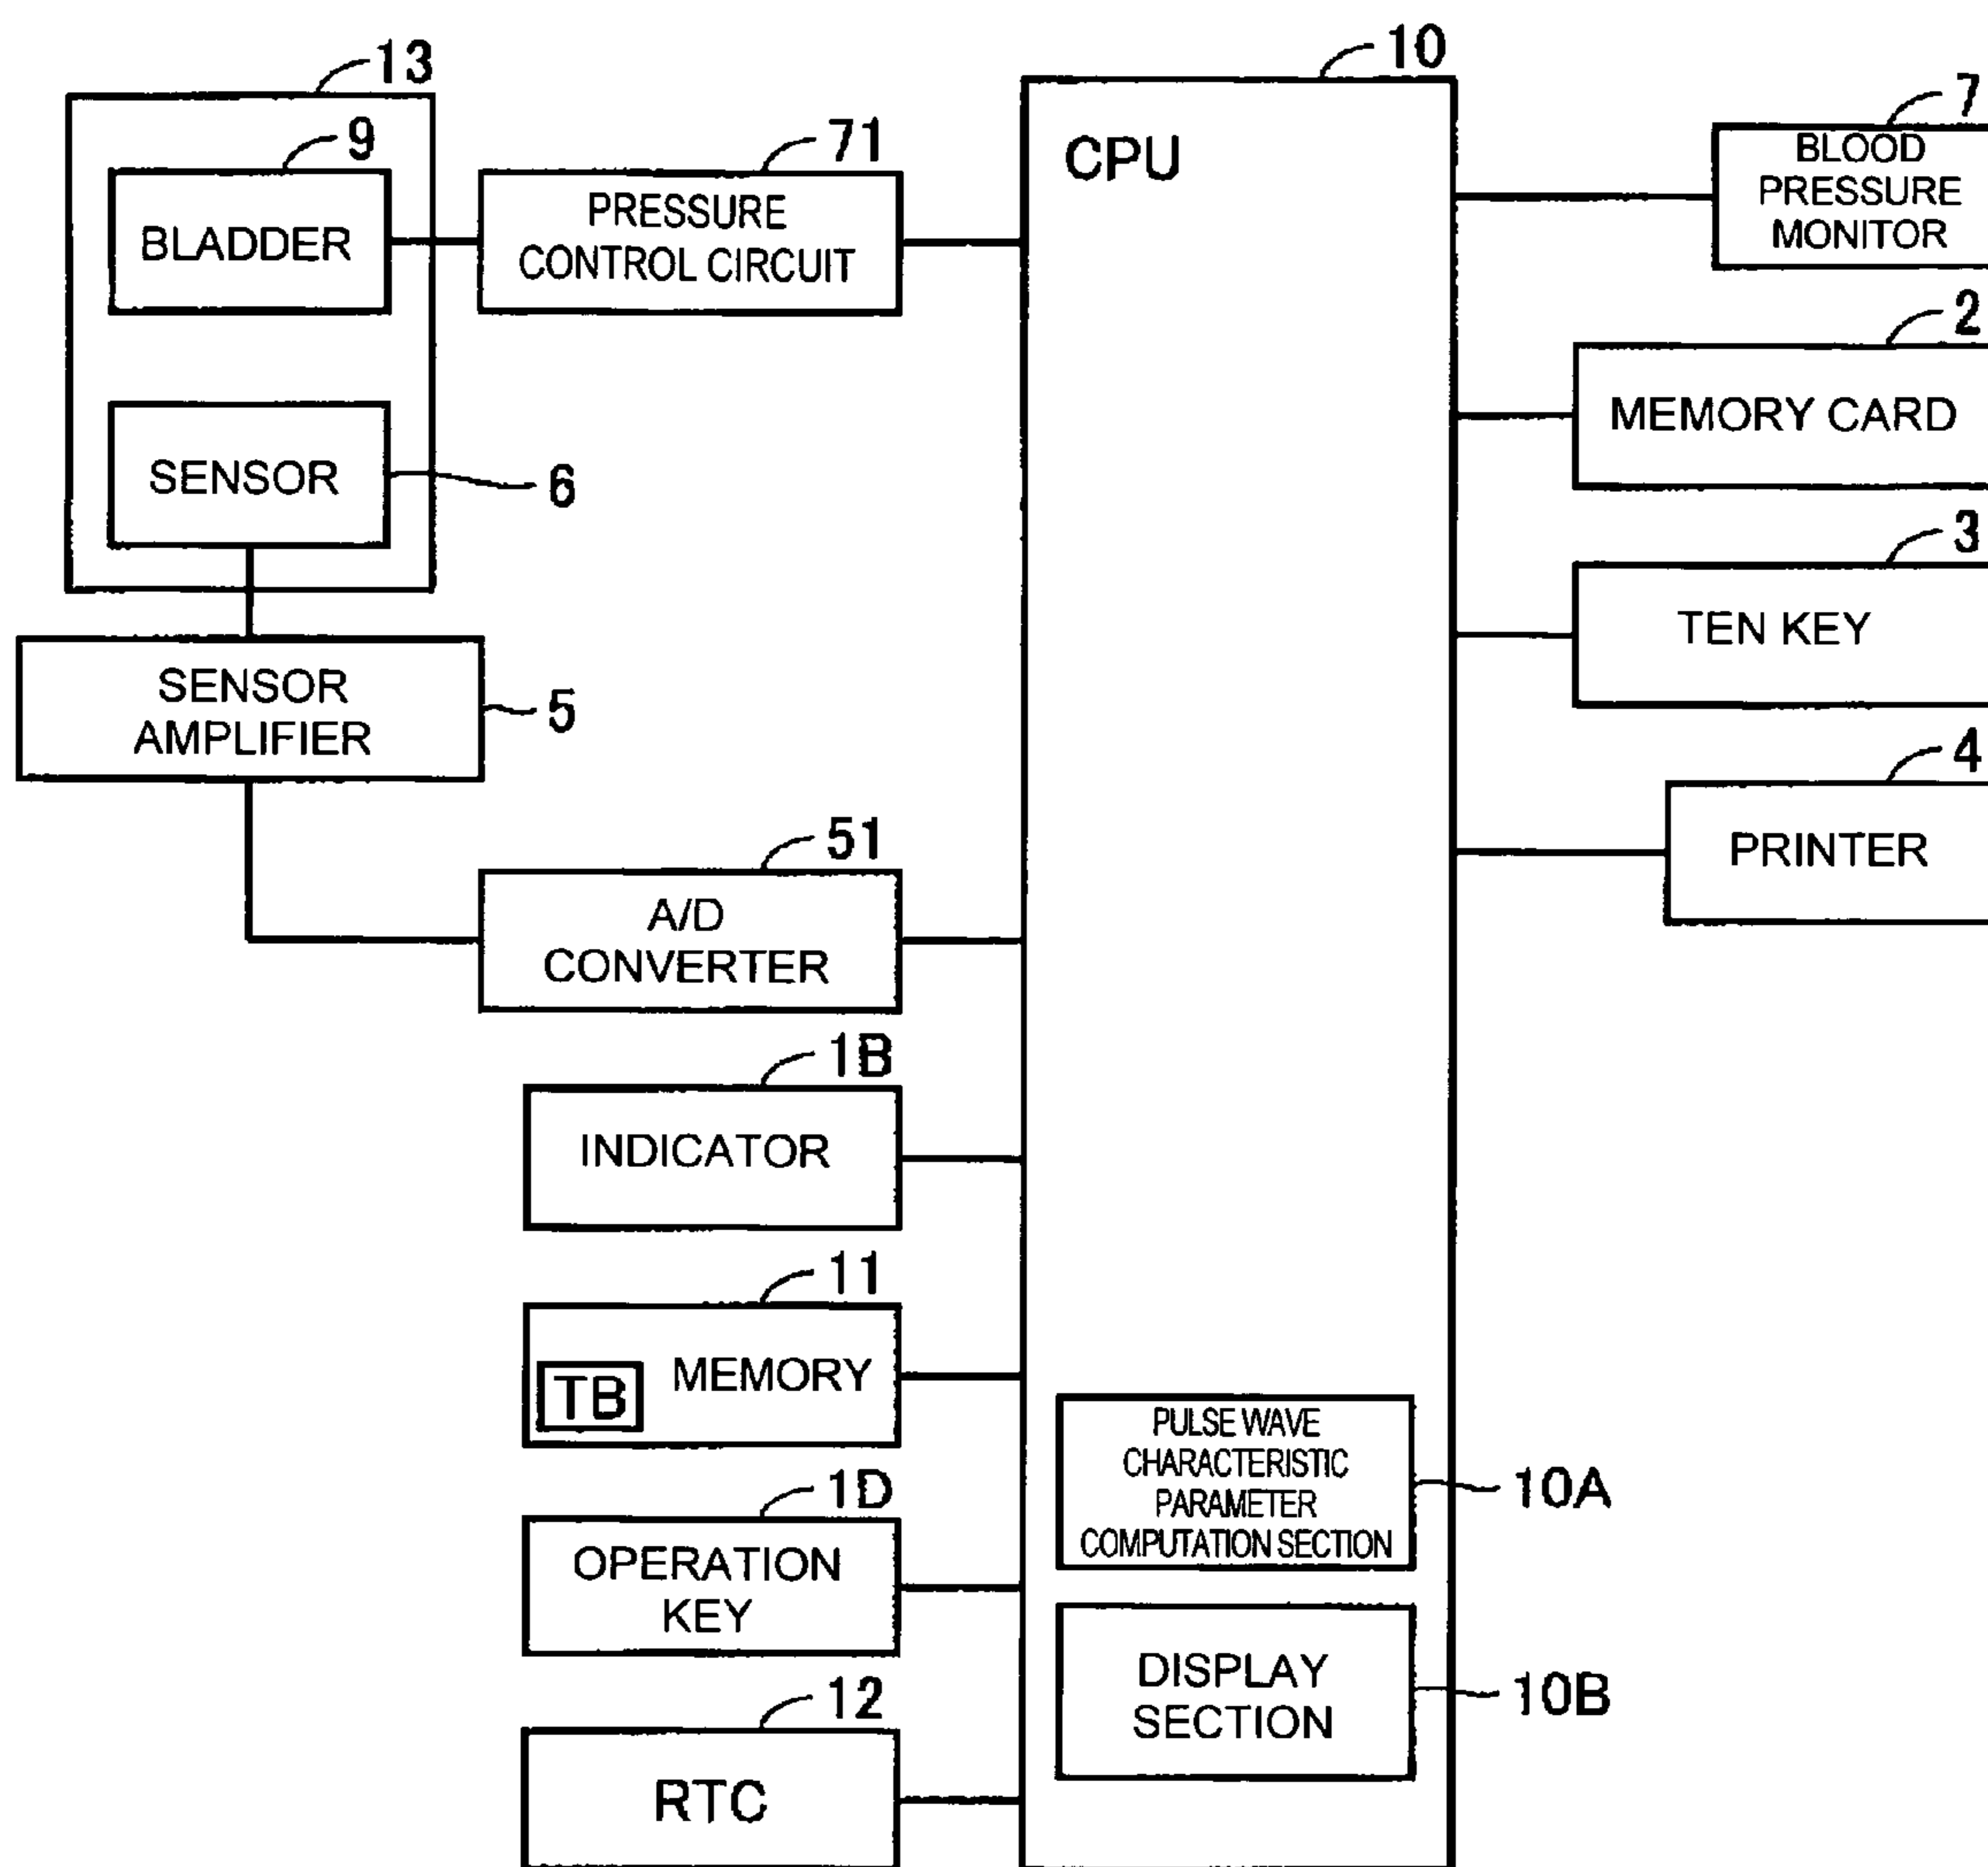 13
9
BLADDER
71
PRESSURE
CONTROL CIRCUIT
10
CPU
7
BLOOD
PRESSURE
MONITOR
2
MEMORY CARD
SENSOR
6
3
TEN KEY
SENSOR
AMPLIFIER
5
4
PRINTER
51
A/D
CONVERTER
1B
INDICATOR
11
TB
MEMORY
PULSE WAVE
CHARACTERISTIC
PARAMETER
COMPUTATION SECTION
10A
1D
OPERATION
KEY
DISPLAY
SECTION
10B
12
RTC